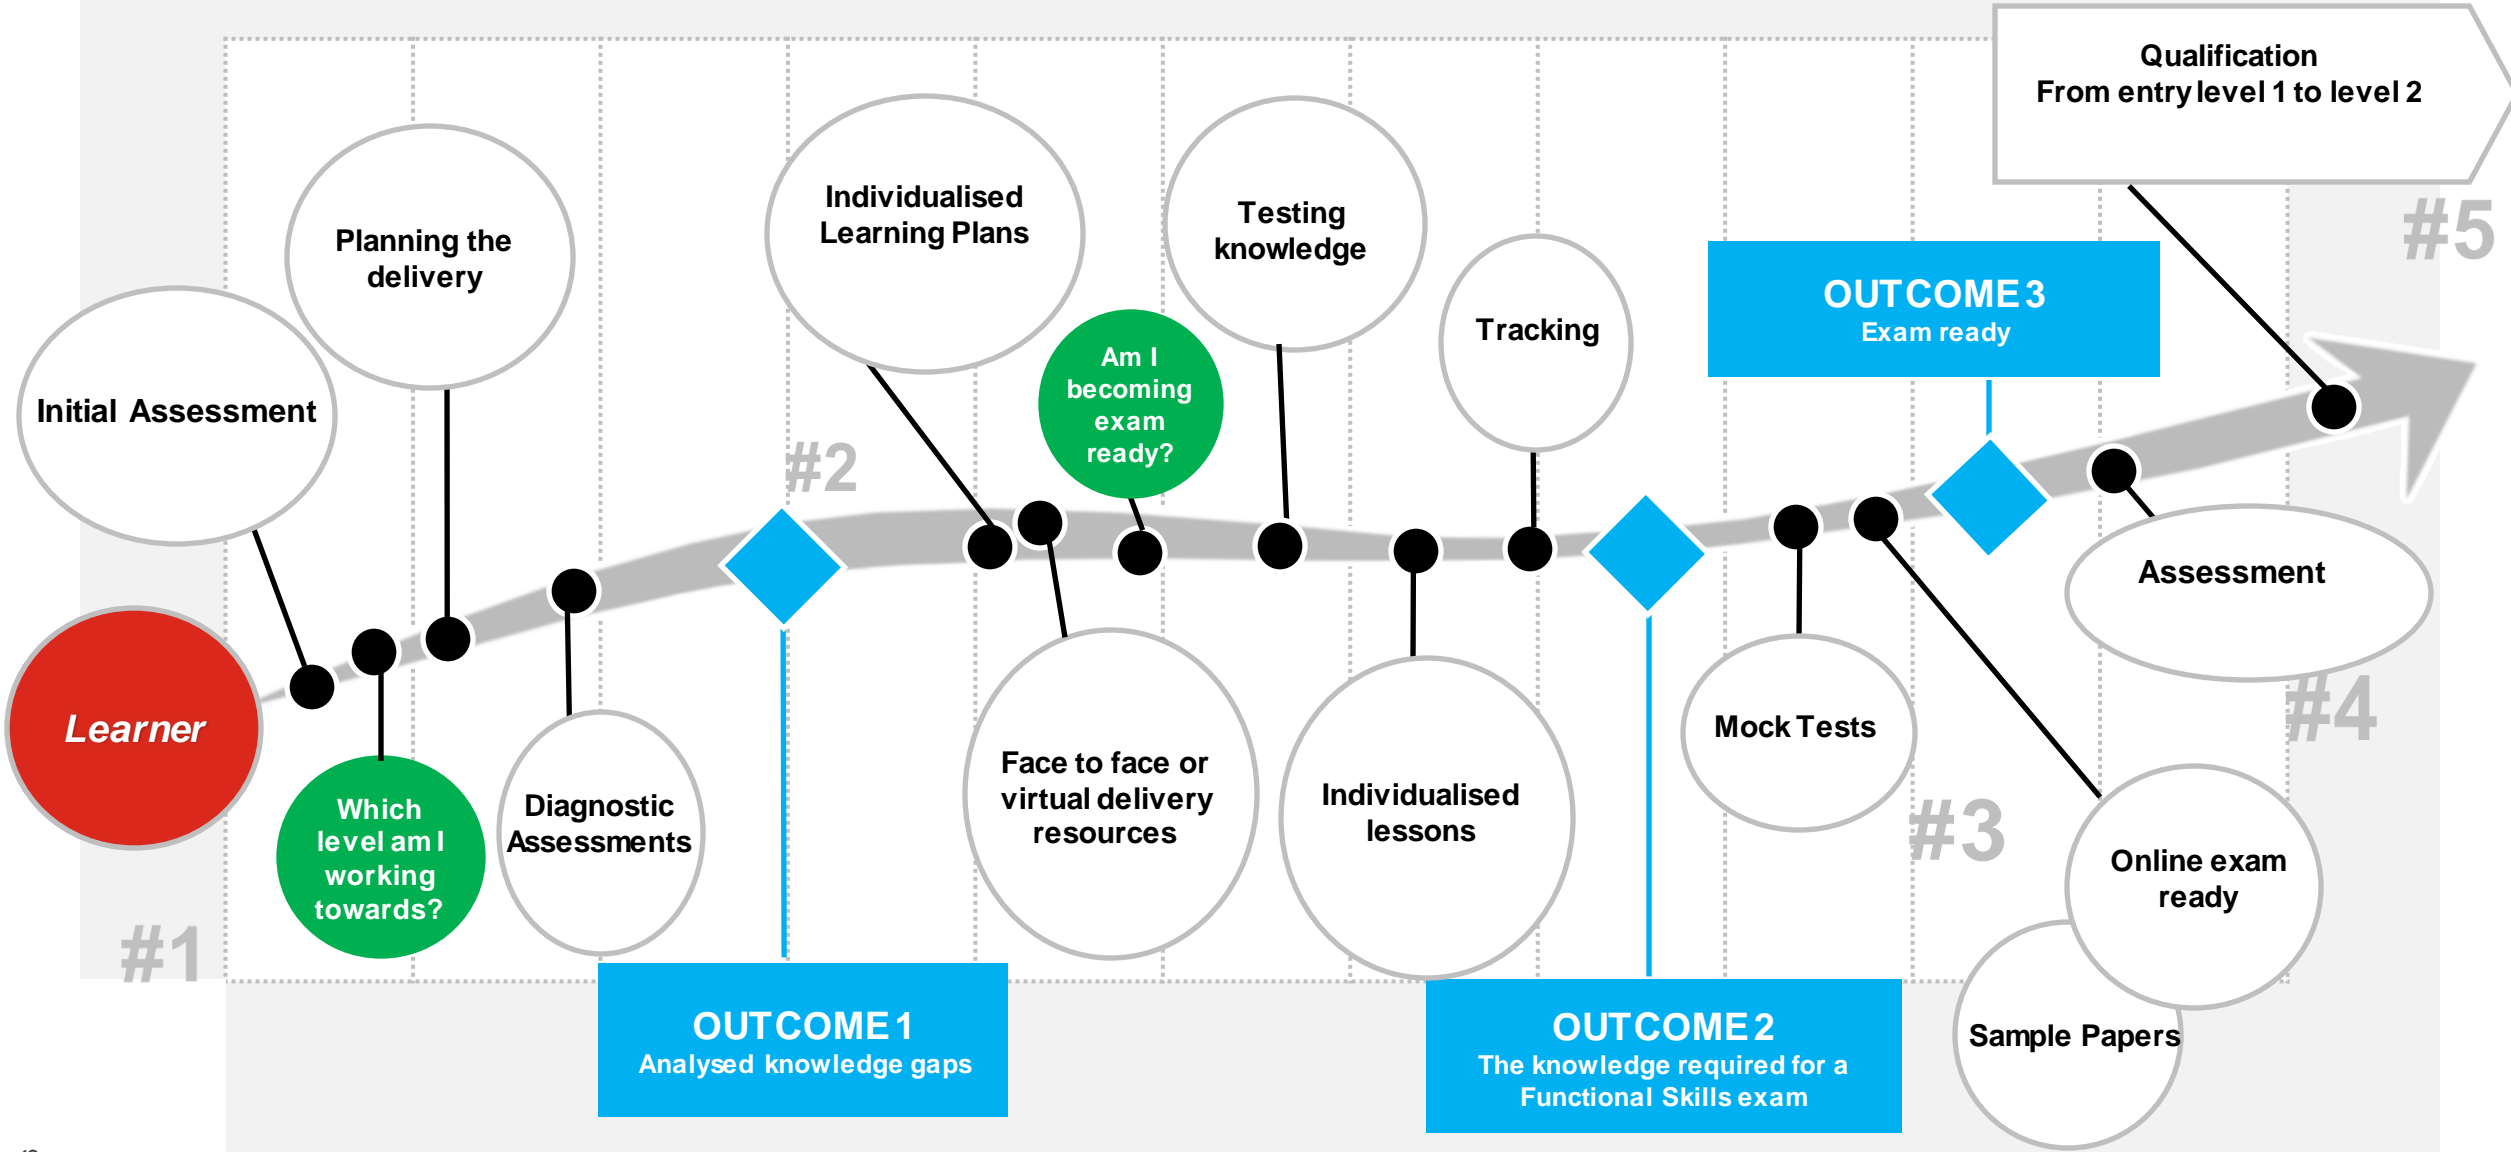 Qualification
From entry level 1 to level 2
#5
Individualised
Learning Plans
Testing
knowledge
Planning the
delivery
OUTCOME 3
Exam ready
Tracking
Am I
becoming
exam
ready?
Initial Assessment
#2
Assessment
#4
Learner
Mock Tests
Face to face or
virtual delivery
resources
Individualised
lessons
Which
level am I
working
towards?
Diagnostic
Assessments
#3
Online exam
ready
#1
OUTCOME 1
Analysed knowledge gaps
OUTCOME 2
The knowledge required for a
Functional Skills exam
Sample Papers